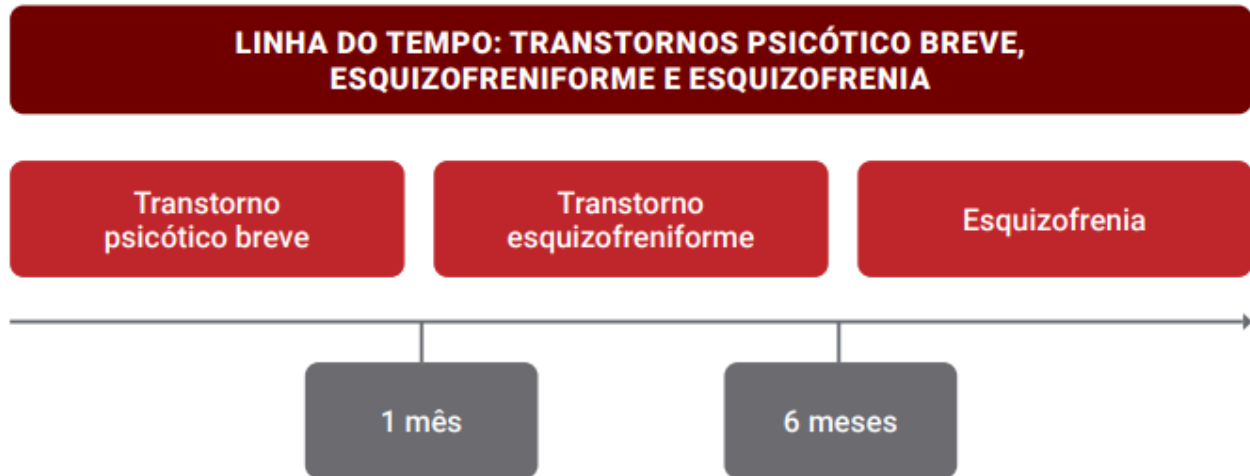 LINHA DO TEMPO: TRANSTORNOS PSICÓTICO BREVE,
ESQUIZOFRENIFORME E ESQUIZOFRENIA
Transtorno
psicótico breve
Transtorno
esquizofreniforme
Esquizofrenia
1 mês
6 meses